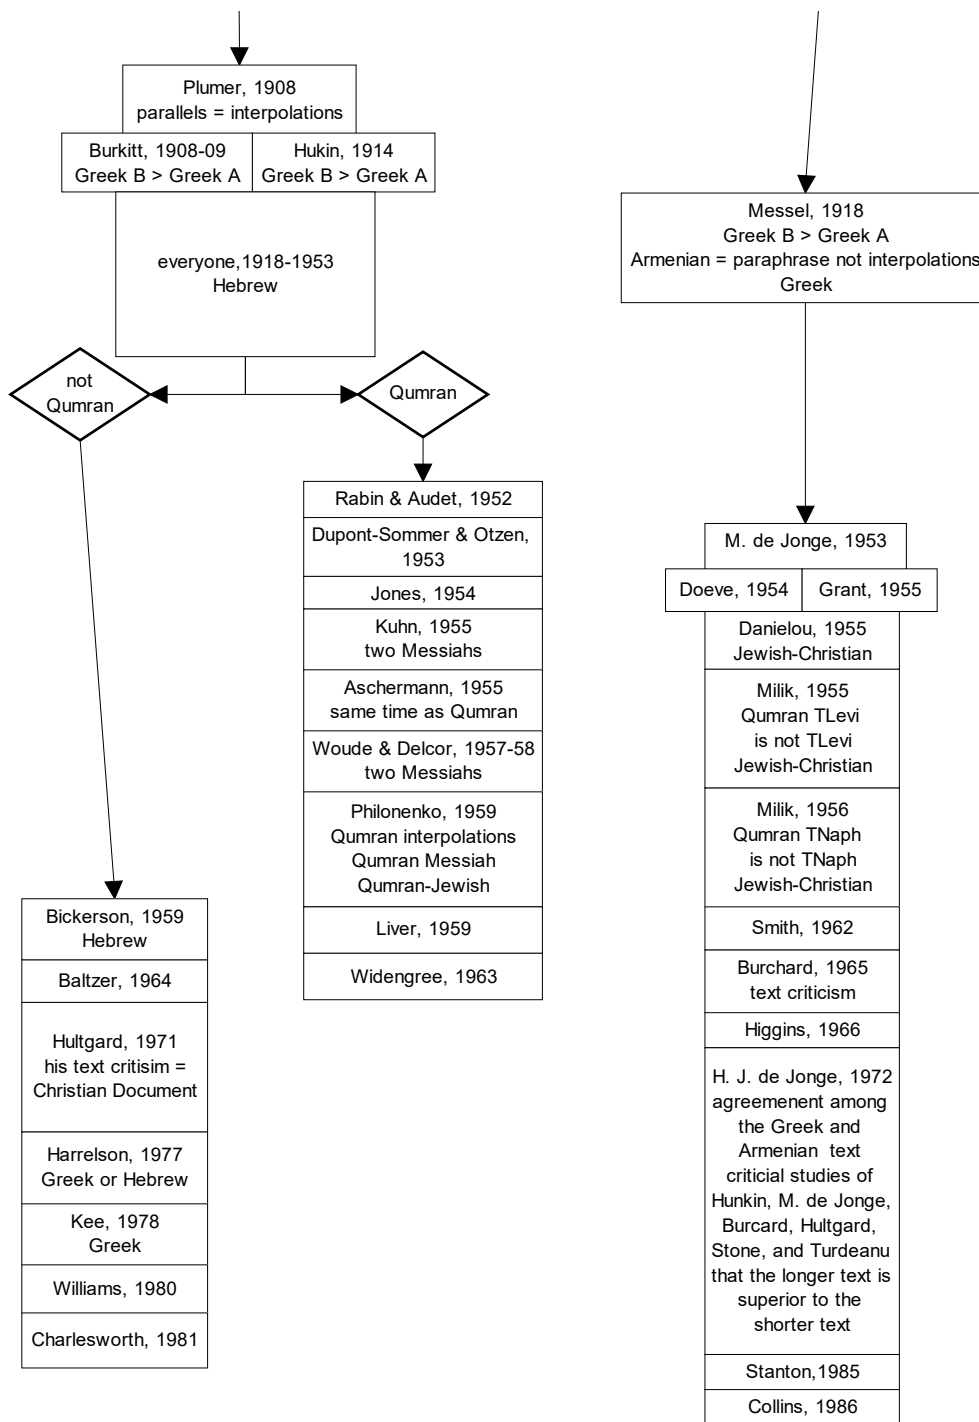 Plumer, 1908
parallels = interpolations
Burkitt, 1908-09
Greek B > Greek A
Hukin, 1914
Greek B > Greek A
everyone,1918-1953
Hebrew
not
Qumran
Qumran
Rabin & Audet, 1952
Dupont-Sommer & Otzen,
1953
Jones, 1954
Kuhn, 1955
two Messiahs
Aschermann, 1955
same time as Qumran
Woude & Delcor, 1957-58
two Messiahs
Philonenko, 1959
Qumran interpolations
Qumran Messiah
Qumran-Jewish
Liver, 1959
Widengree, 1963
Bickerson, 1959
Hebrew
Baltzer, 1964
Hultgard, 1971
his text critisim =
Christian Document
Harrelson, 1977
Greek or Hebrew
Kee, 1978
Greek
Williams, 1980
Charlesworth, 1981
Messel, 1918
Greek B > Greek A
Armenian = paraphrase not interpolations
Greek
M. de Jonge, 1953
Doeve, 1954
Grant, 1955
Danielou, 1955
Jewish-Christian
Milik, 1955
Qumran TLevi
is not TLevi
Jewish-Christian
Milik, 1956
Qumran TNaph
is not TNaph
Jewish-Christian
Smith, 1962
Burchard, 1965
text criticism
Higgins, 1966
H. J. de Jonge, 1972
agreemenent among
the Greek and
Armenian text
criticial studies of
Hunkin, M. de Jonge,
Burcard, Hultgard,
Stone, and Turdeanu
that the longer text is
superior to the
shorter text
Stanton,1985
Collins, 1986